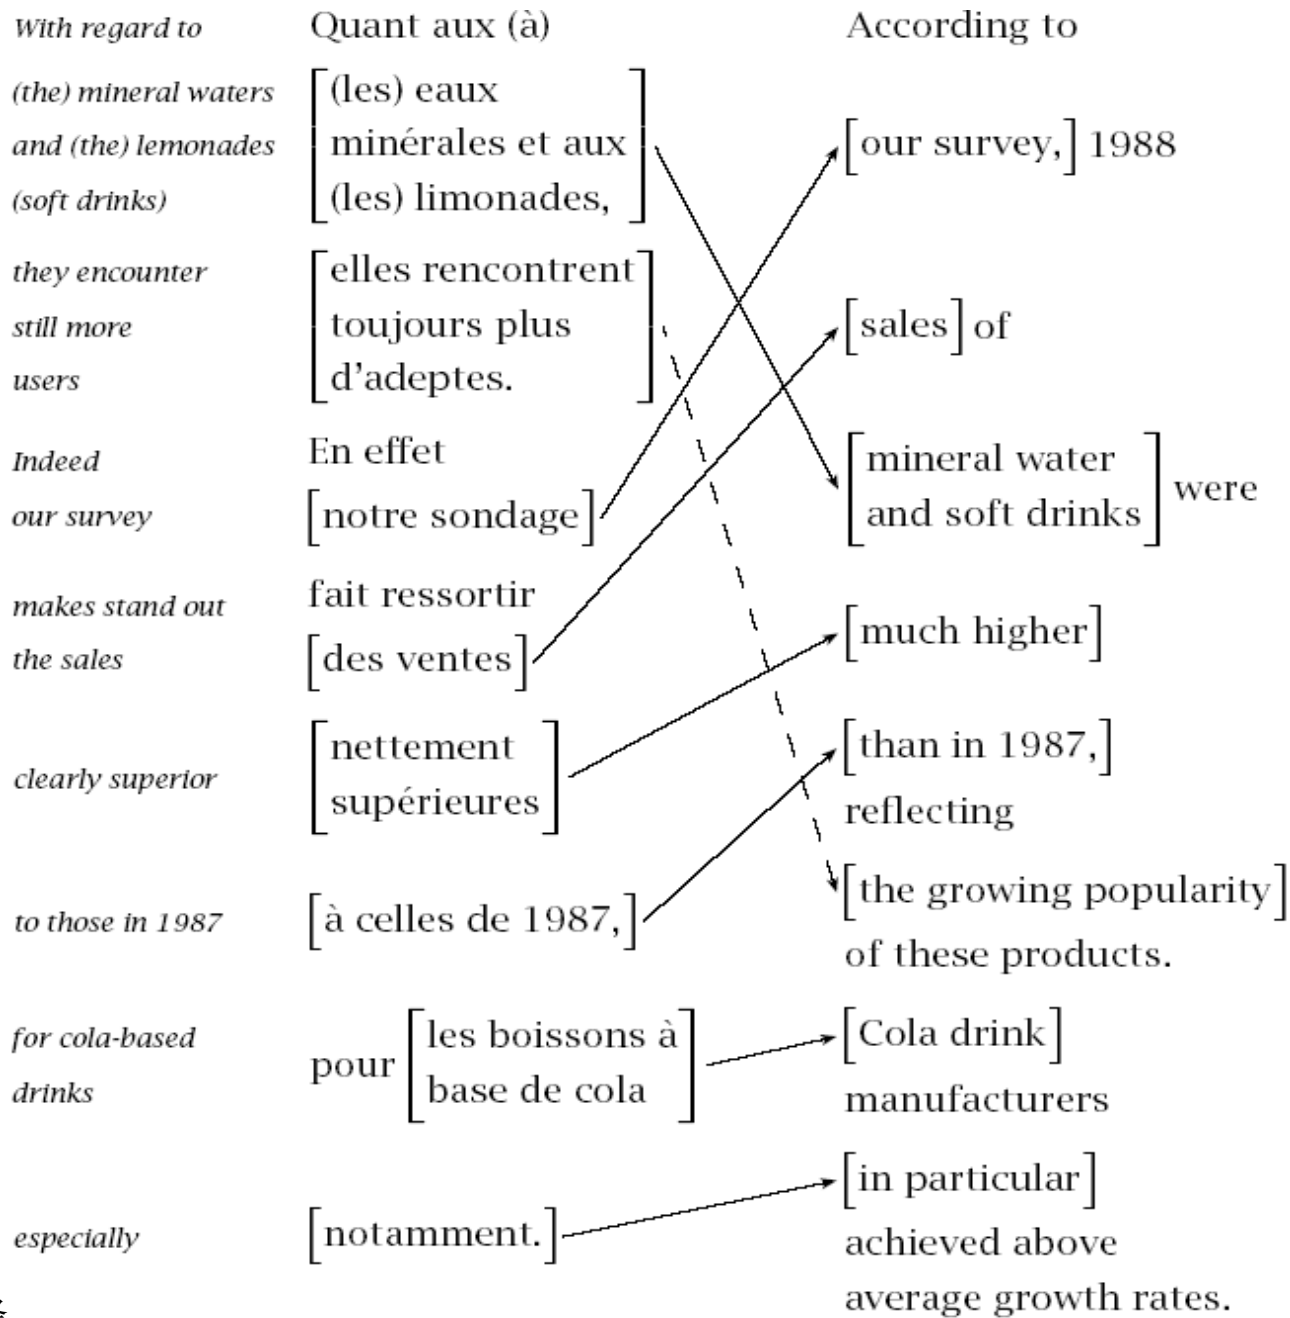 With regard to
Quant aux (à)
According to
(the) mineral waters
and (the) lemonades
(soft drinks)
[(les) eaux
minérales et aux
(les) limonades,]
[our survey,] 1988
they encounter
still more
users
[elles rencontrent
toujours plus
d'adeptes.]
[sales] of
Indeed
our survey
En effet
[notre sondage]
[mineral water
and soft drinks] were
makes stand out
the sales
fait ressortir
[des ventes]
[much higher]
clearly superior
[nettement
supérieures]
[than in 1987,]
reflecting
to those in 1987
[à celles de 1987,]
[the growing popularity]
of these products.
for cola-based
drinks
pour [les boissons à
base de cola]
[Cola drink]
manufacturers
especially
[notamment.]
[in particular]
achieved above
average growth rates.